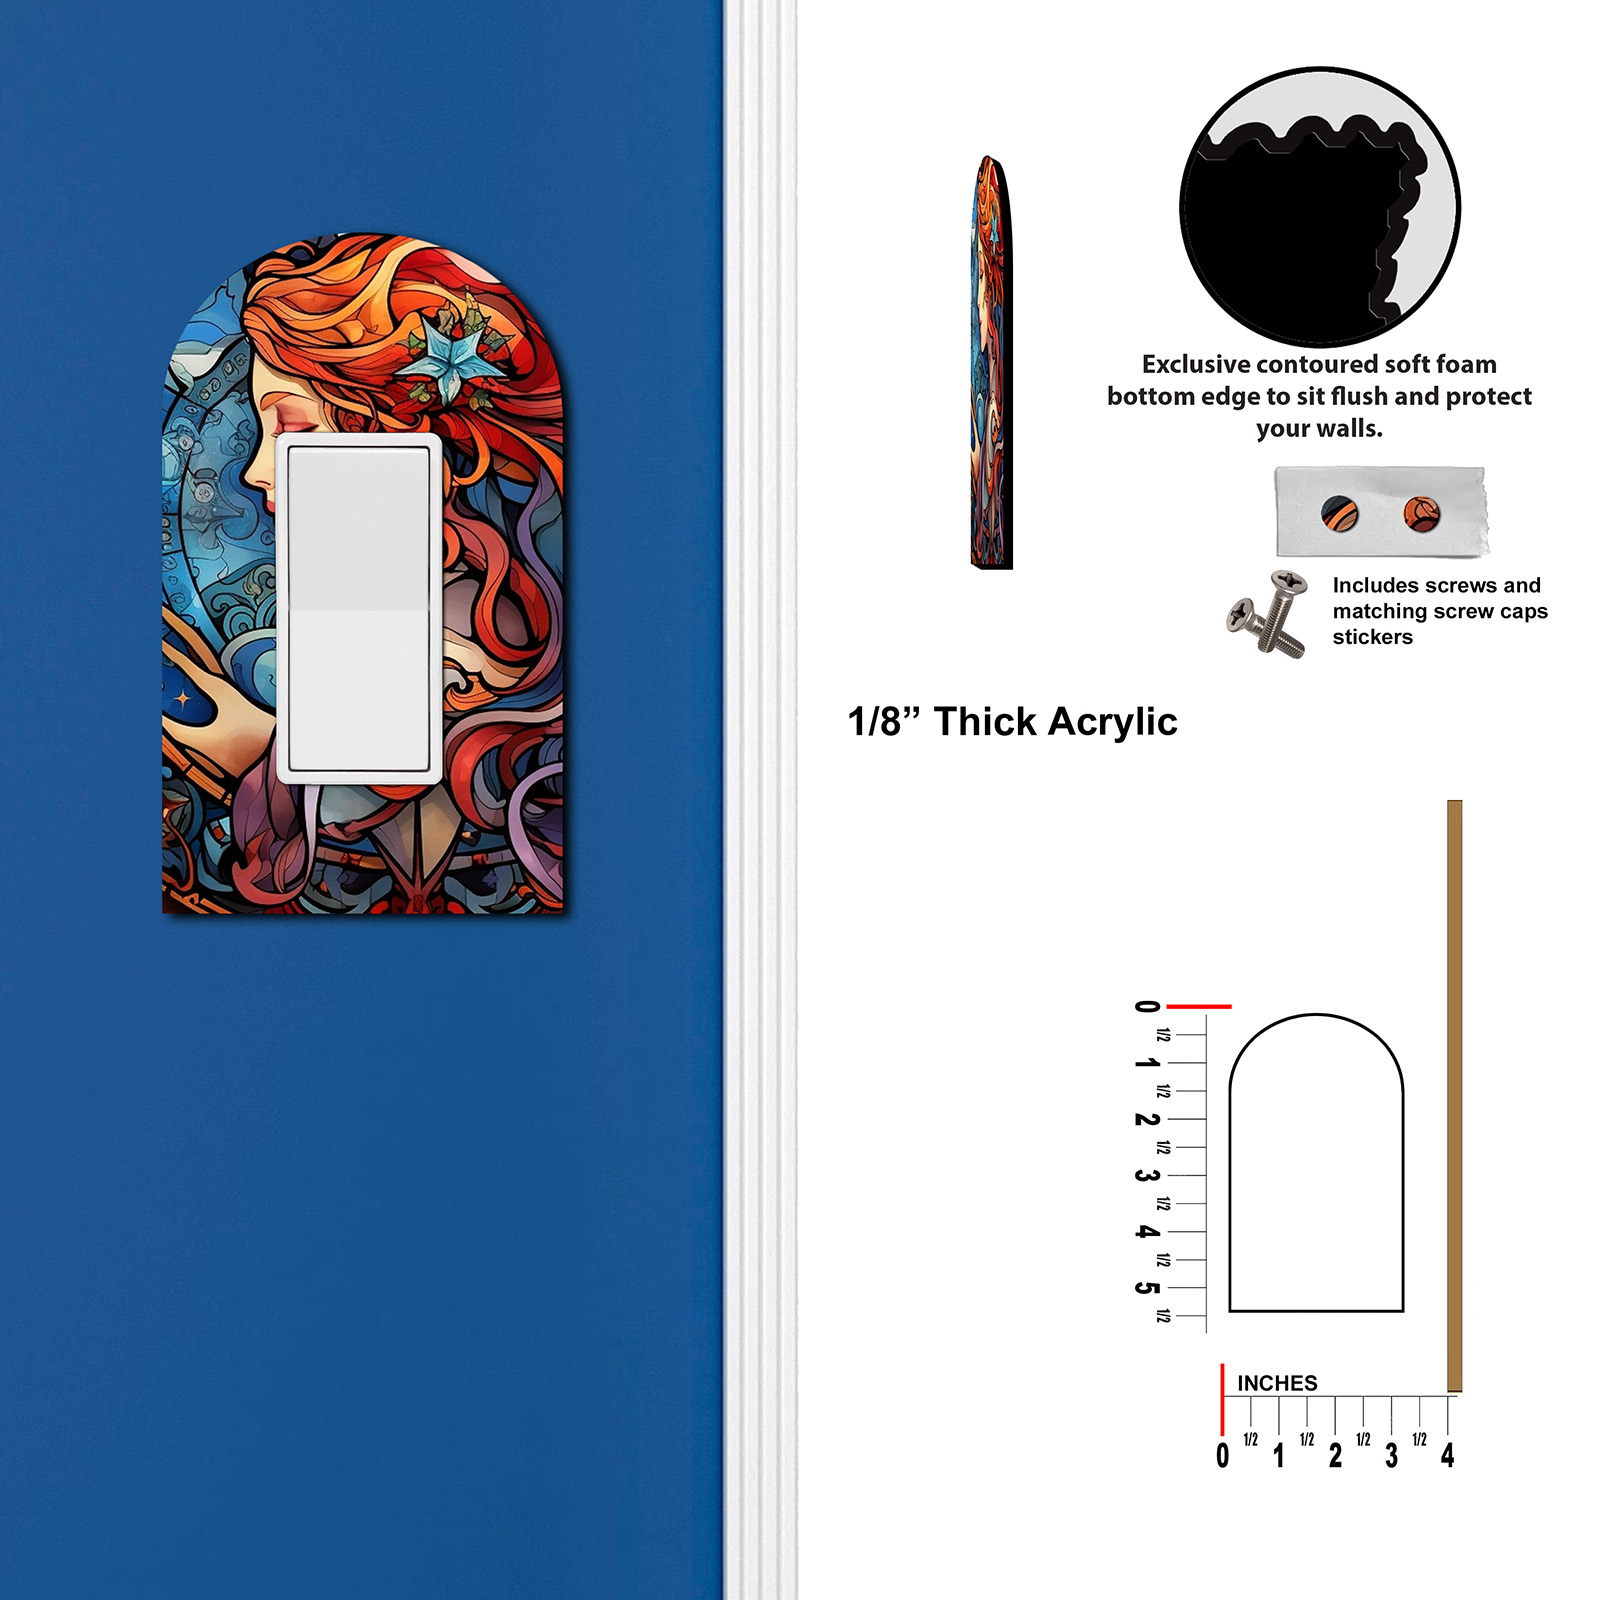 Exclusive contoured soft foam
bottom edge to sit flush and protect
your walls.
Includes screws and
matching screw caps
stickers
1/8” Thick Acrylic
0
1/2
1
1/2
2
1/2
3
1/2
4
1/2
5
1/2
INCHES
0 1/2 1 1/2 2 1/2 3 1/2 4